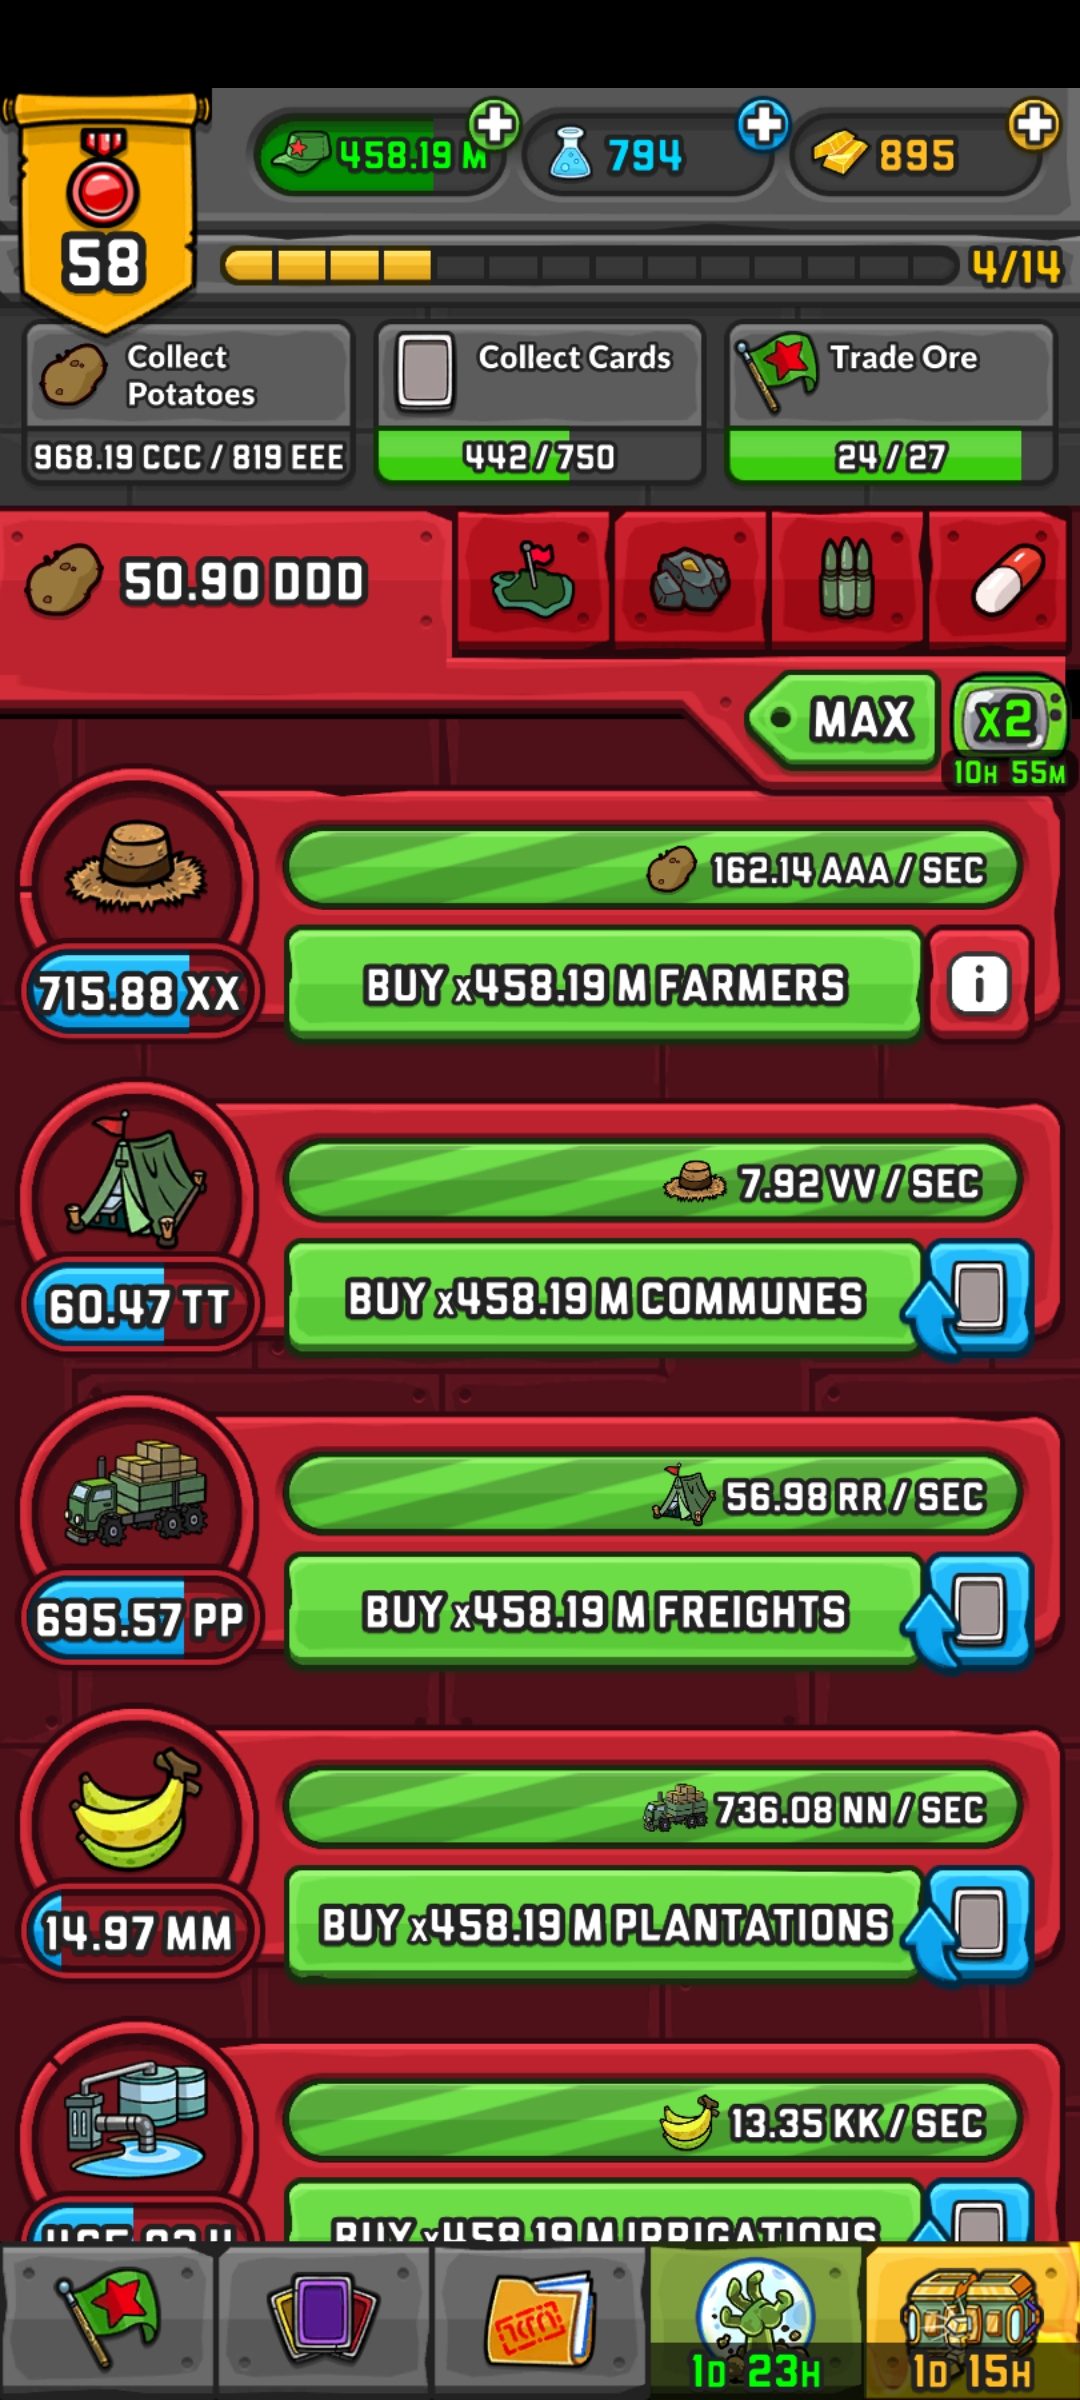 58
458.19 M
794
895
4/14
Collect
Potatoes
968.19 CCC / 819 EEE
Collect Cards
442/750
Trade Ore
24/27
50.90 DDD
MAX
x2
10H 55M
162.14 AAA / SEC
715.88 XX
BUY x458.19 M FARMERS
i
7.92 VV / SEC
60.47 TT
BUY x458.19 M COMMUNES
56.98 RR / SEC
695.57 PP
BUY x458.19 M FREIGHTS
736.08 NN / SEC
14.97 MM
BUY x458.19 M PLANTATIONS
13.35 KK / SEC
BUY x458.19 M IRRIGATIONS
1D 23H
1D 15H